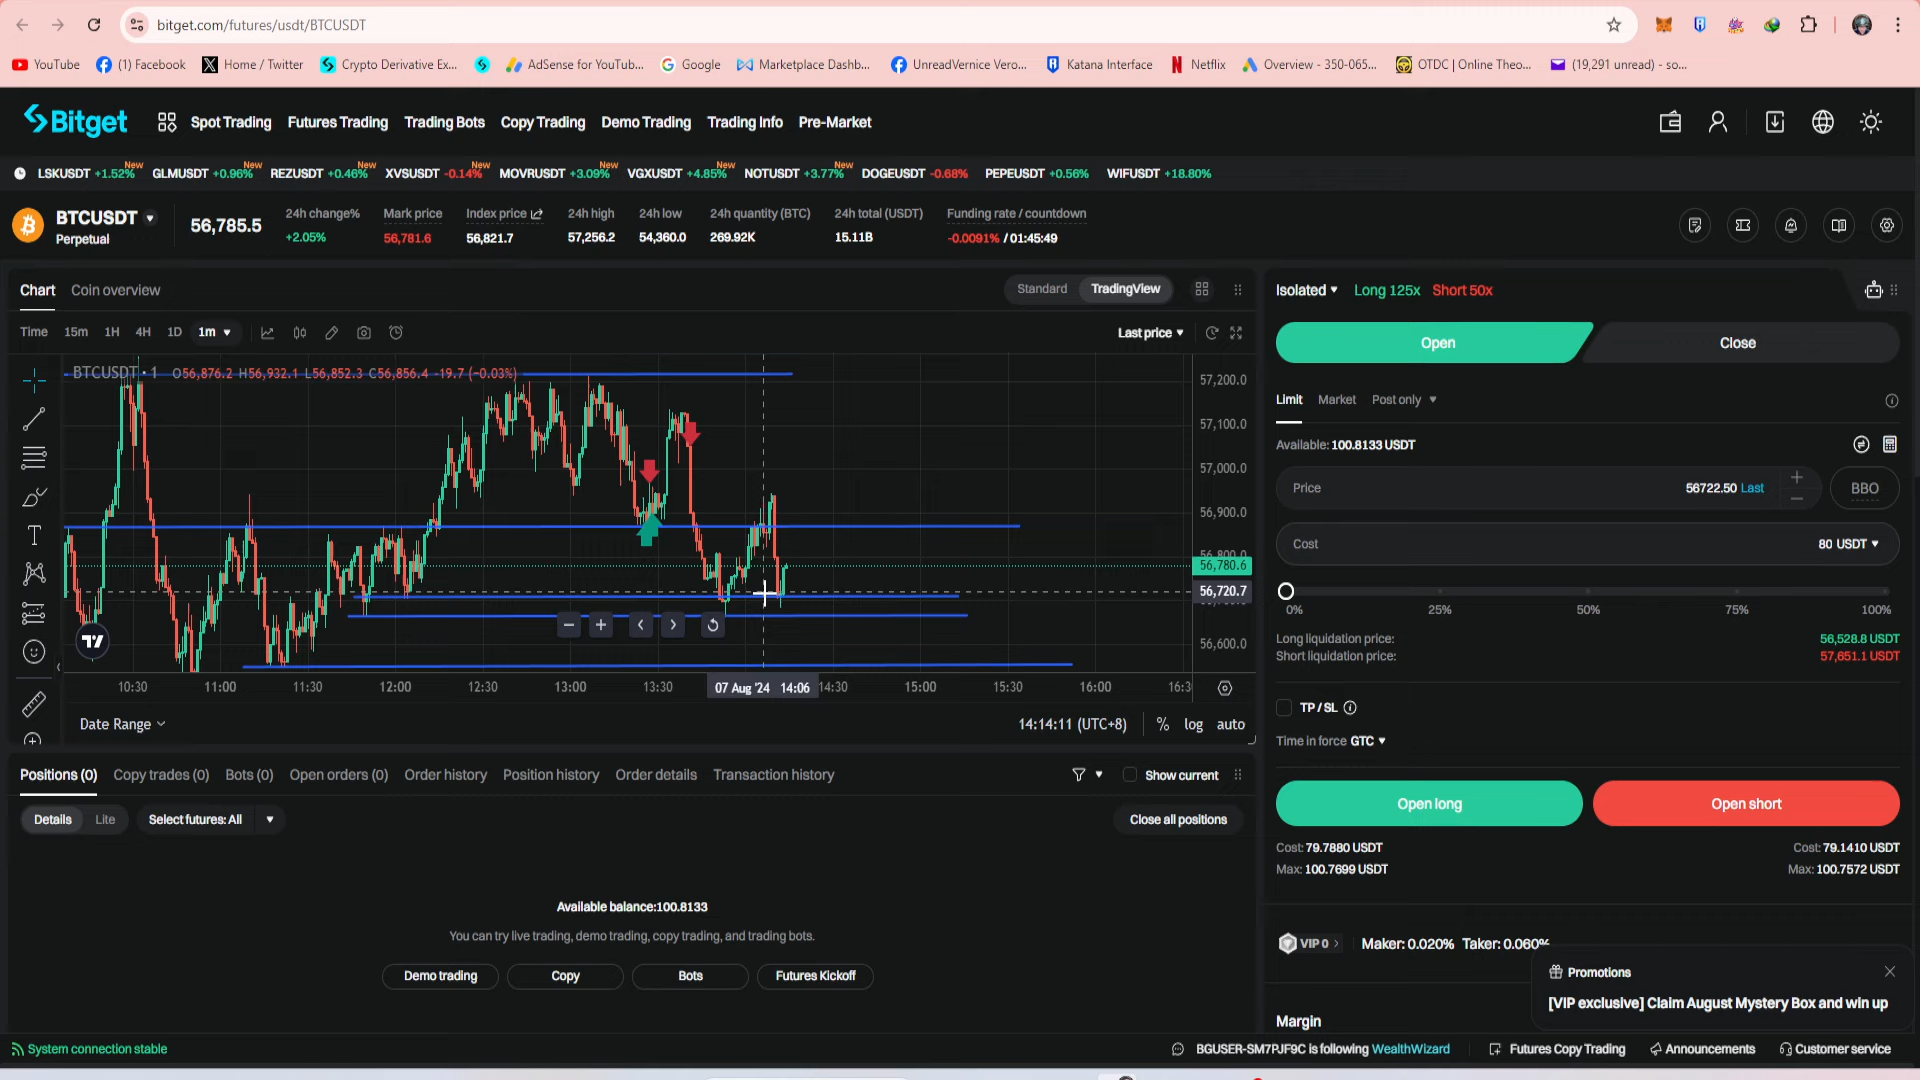 bitget.com/futures/usdt/BTCUSDT
YouTube (1) Facebook Home / Twitter Crypto Derivative Ex... AdSense for YouTub... Google Marketplace Dashb... UnreadVernice Vero... Katana Interface Netflix Overview - 350-065... OTDC | Online Theo... (19,291 unread) - so...
Bitget Spot Trading Futures Trading Trading Bots Copy Trading Demo Trading Trading Info Pre-Market
LSKUSDT +1.52% New GLMUSDT +0.96% New REZUSDT +0.46% New XVSUSDT -0.14% New MOVRUSDT +3.09% New VGXUSDT +4.85% New NOTUSDT +3.77% New DOGEUSDT -0.68% PEPEUSDT +0.56% WIFUSDT +18.80%
BTCUSDT
Perpetual
56,785.5
24h change% Mark price Index price 24h high 24h low 24h quantity (BTC) 24h total (USDT) Funding rate / countdown
+2.05% 56,781.6 56,821.7 57,256.2 54,360.0 269.92K 15.11B -0.0091% / 01:45:49
Chart Coin overview
Standard TradingView
Time 15m 1H 4H 1D 1m
Last price
BTCUSDT · 1 O56,876.2 H56,932.1 L56,852.3 C56,856.4 -19.7 (-0.03%)
57,200.0
57,100.0
57,000.0
56,900.0
56,800.0
56,780.6
56,720.7
56,600.0
10:30 11:00 11:30 12:00 12:30 13:00 13:30 07 Aug '24 14:06 14:30 15:00 15:30 16:00 16:3
Date Range
14:14:11 (UTC+8) % log auto
Positions (0) Copy trades (0) Bots (0) Open orders (0) Order history Position history Order details Transaction history
Show current
Details Lite Select futures: All
Close all positions
Available balance:100.8133
You can try live trading, demo trading, copy trading, and trading bots.
Demo trading Copy Bots Futures Kickoff
Isolated Long 125x Short 50x
Open Close
Limit Market Post only
Available: 100.8133 USDT
Price 56722.50 Last BBO
Cost 80 USDT
0% 25% 50% 75% 100%
Long liquidation price: 56,528.8 USDT
Short liquidation price: 57,651.1 USDT
TP / SL
Time in force GTC
Open long Open short
Cost: 79.7880 USDT Cost: 79.1410 USDT
Max: 100.7699 USDT Max: 100.7572 USDT
VIP 0 Maker: 0.020% Taker: 0.060%
Promotions
[VIP exclusive] Claim August Mystery Box and win up
Margin
System connection stable
BGUSER-SM7PJF9C is following WealthWizard Futures Copy Trading Announcements Customer service